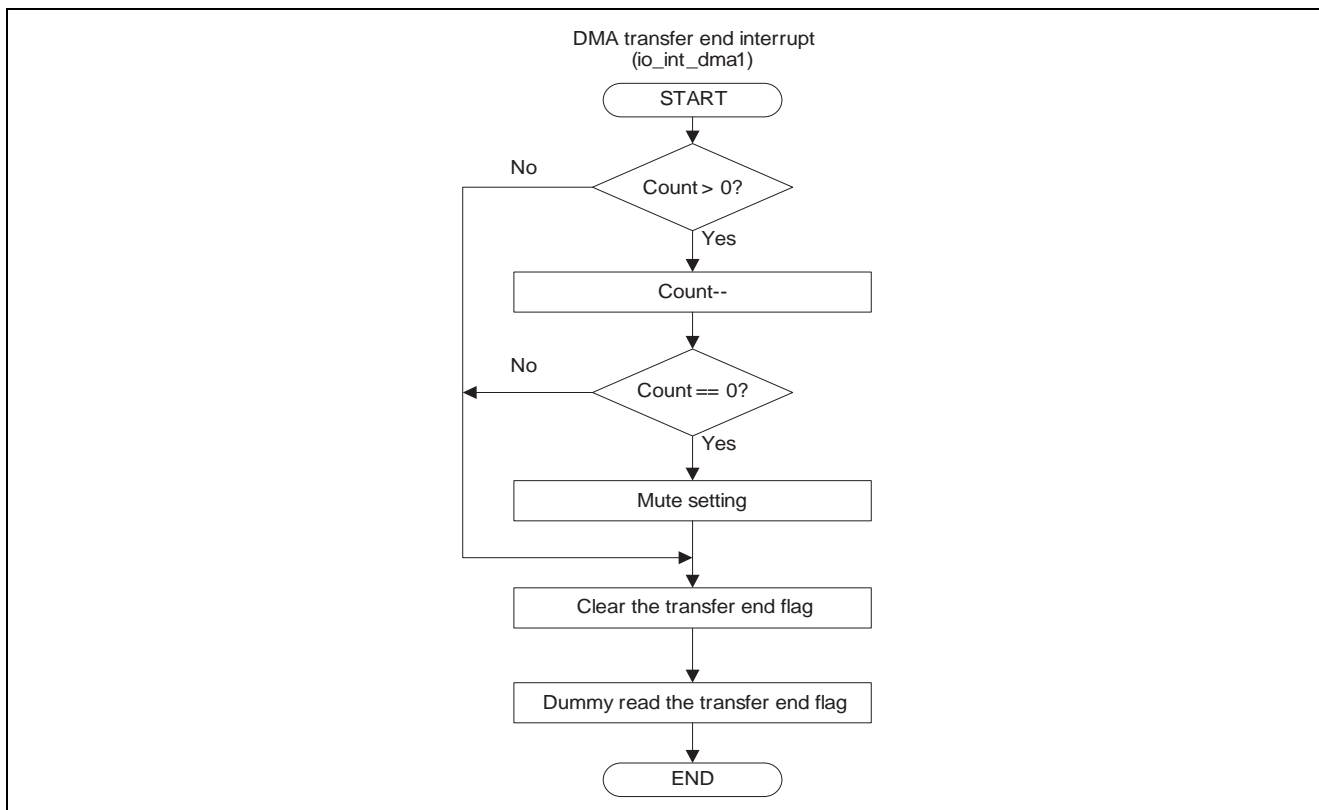 DMA transfer end interrupt
(io_int_dma1)
START
No
Count > 0?
Yes
Count--
No
Count == 0?
Yes
Mute setting
Clear the transfer end flag
Dummy read the transfer end flag
END